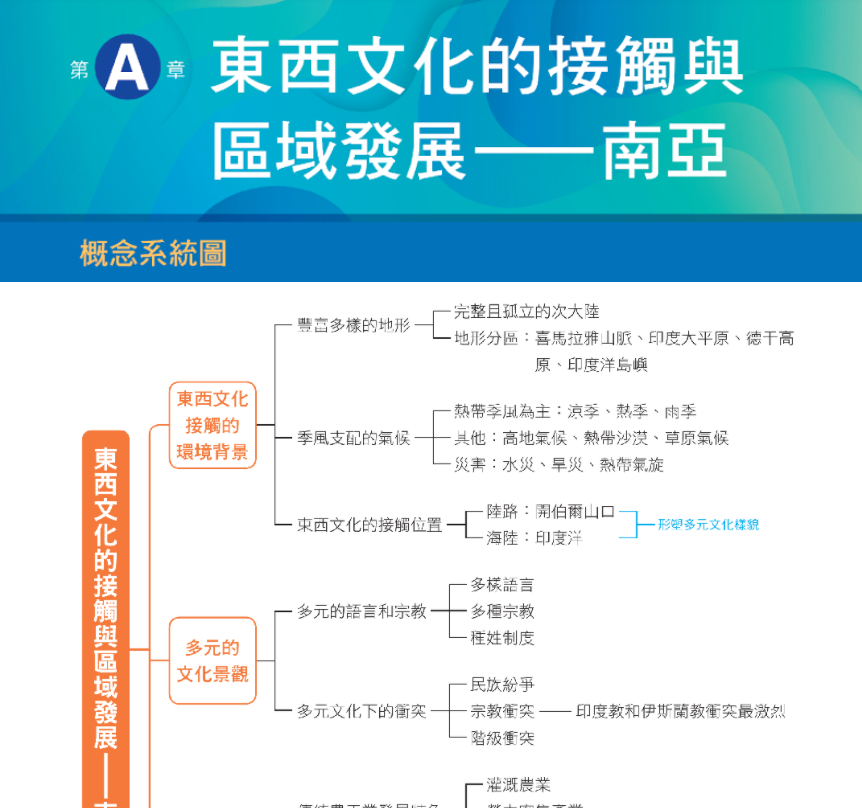 第 A 章 東西文化的接觸與
區域發展——南亞
概念系統圖
東西文化的接觸與區域發展——
東西文化
接觸的
環境背景
豐富多樣的地形
完整且孤立的次大陸
地形分區：喜馬拉雅山脈、印度大平原、德干高
原、印度洋島嶼
季風支配的氣候
熱帶季風為主：涼季、熱季、雨季
其他：高地氣候、熱帶沙漠、草原氣候
災害：水災、旱災、熱帶氣旋
東西文化的接觸位置
陸路：開伯爾山口
海陸：印度洋
形塑多元文化樣貌
多元的
文化景觀
多元的語言和宗教
多樣語言
多種宗教
種姓制度
多元文化下的衝突
民族紛爭
宗教衝突
印度教和伊斯蘭教衝突最激烈
階級衝突
灌溉農業